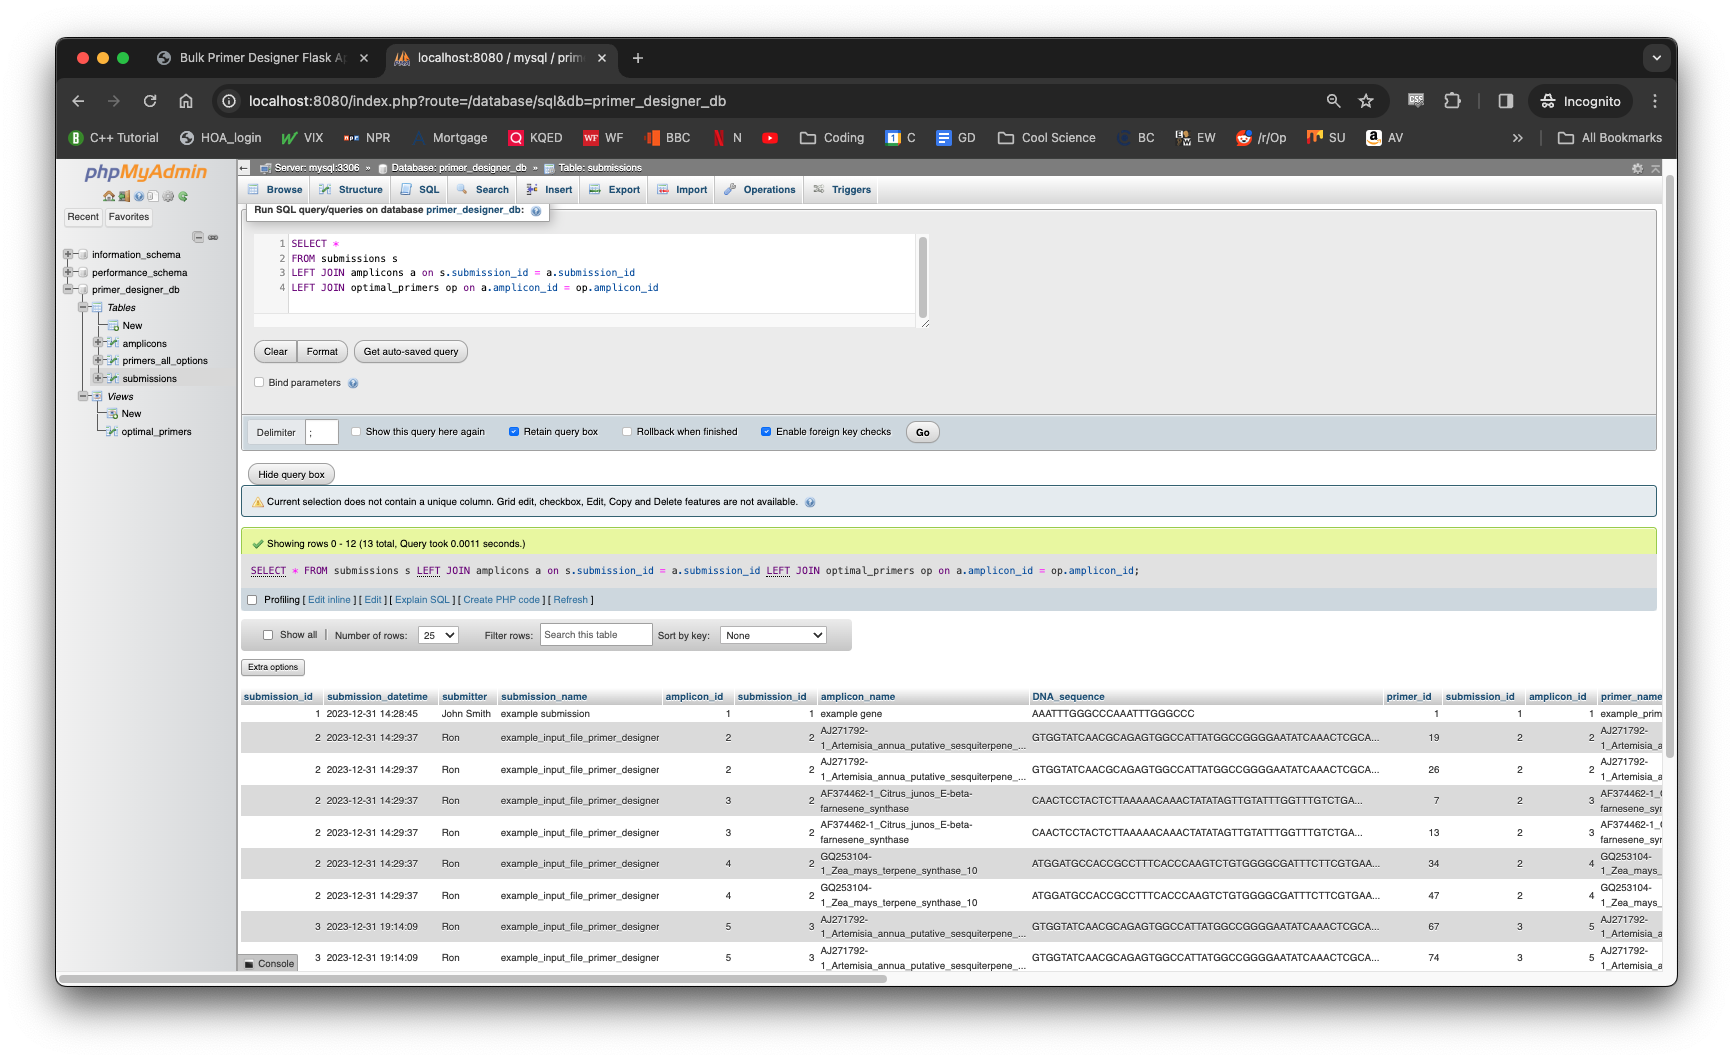 Bulk Primer Designer Flask A
localhost:8080 / mysql / prim
localhost:8080/index.php?route=/database/sql&db=primer_designer_db
Incognito
C++ Tutorial
HOA_login
VIX
NPR
Mortgage
KQED
WF
BBC
N
Coding
C
GD
Cool Science
BC
EW
/r/Op
SU
AV
All Bookmarks
phpMyAdmin
Recent
Favorites
information_schema
performance_schema
primer_designer_db
Tables
New
amplicons
primers_all_options
submissions
Views
New
optimal_primers
Server: mysql:3306 » Database: primer_designer_db » Table: submissions
Browse
Structure
SQL
Search
Insert
Export
Import
Operations
Triggers
Run SQL query/queries on database primer_designer_db:
1 SELECT *
2 FROM submissions s
3 LEFT JOIN amplicons a on s.submission_id = a.submission_id
4 LEFT JOIN optimal_primers op on a.amplicon_id = op.amplicon_id
Clear
Format
Get auto-saved query
Bind parameters
Delimiter ;
Show this query here again
Retain query box
Rollback when finished
Enable foreign key checks
Go
Hide query box
Current selection does not contain a unique column. Grid edit, checkbox, Edit, Copy and Delete features are not available.
Showing rows 0 - 12 (13 total, Query took 0.0011 seconds.)
SELECT * FROM submissions s LEFT JOIN amplicons a on s.submission_id = a.submission_id LEFT JOIN optimal_primers op on a.amplicon_id = op.amplicon_id;
Profiling [ Edit inline ] [ Edit ] [ Explain SQL ] [ Create PHP code ] [ Refresh ]
Show all | Number of rows: 25 Filter rows: Search this table Sort by key: None
Extra options
submission_id submission_datetime submitter submission_name amplicon_id submission_id amplicon_name DNA_sequence primer_id submission_id amplicon_id primer_name
1 2023-12-31 14:28:45 John Smith example submission 1 1 example gene AAATTTGGGCCCAAATTTGGGCCC 1 1 1 example_prim
2 2023-12-31 14:29:37 Ron example_input_file_primer_designer 2 2 AJ271792-1_Artemisia_annua_putative_sesquiterpene_... GTGGTATCAACGCAGAGTGGCCATTATGGCCGGGGAATATCAAACTCGCA... 19 2 2 AJ271792-1_Artemisia_a
2 2023-12-31 14:29:37 Ron example_input_file_primer_designer 2 2 AJ271792-1_Artemisia_annua_putative_sesquiterpene_... GTGGTATCAACGCAGAGTGGCCATTATGGCCGGGGAATATCAAACTCGCA... 26 2 2 AJ271792-1_Artemisia_a
2 2023-12-31 14:29:37 Ron example_input_file_primer_designer 3 2 AF374462-1_Citrus_junos_E-beta-farnesene_synthase CAACTCCTACTCTTAAAAACAAACTATATAGTTGTATTTGGTTTGTCTGA... 7 2 3 AF374462-1_C farnesene_syr
2 2023-12-31 14:29:37 Ron example_input_file_primer_designer 3 2 AF374462-1_Citrus_junos_E-beta-farnesene_synthase CAACTCCTACTCTTAAAAACAAACTATATAGTTGTATTTGGTTTGTCTGA... 13 2 3 AF374462-1_C farnesene_syr
2 2023-12-31 14:29:37 Ron example_input_file_primer_designer 4 2 GQ253104-1_Zea_mays_terpene_synthase_10 ATGGATGCCACCGCCTTTCACCCAAGTCTGTGGGGCGATTTCTTCGTGAA... 34 2 4 GQ253104-1_Zea_mays_
2 2023-12-31 14:29:37 Ron example_input_file_primer_designer 4 2 GQ253104-1_Zea_mays_terpene_synthase_10 ATGGATGCCACCGCCTTTCACCCAAGTCTGTGGGGCGATTTCTTCGTGAA... 47 2 4 GQ253104-1_Zea_mays_
3 2023-12-31 19:14:09 Ron example_input_file_primer_designer 5 3 AJ271792-1_Artemisia_annua_putative_sesquiterpene_... GTGGTATCAACGCAGAGTGGCCATTATGGCCGGGGAATATCAAACTCGCA... 67 3 5 AJ271792-1_Artemisia_a
3 2023-12-31 19:14:09 Ron example_input_file_primer_designer 5 3 AJ271792-1_Artemisia_annua_putative_sesquiterpene_... GTGGTATCAACGCAGAGTGGCCATTATGGCCGGGGAATATCAAACTCGCA... 74 3 5 AJ271792-1_Artemisia_a
Console